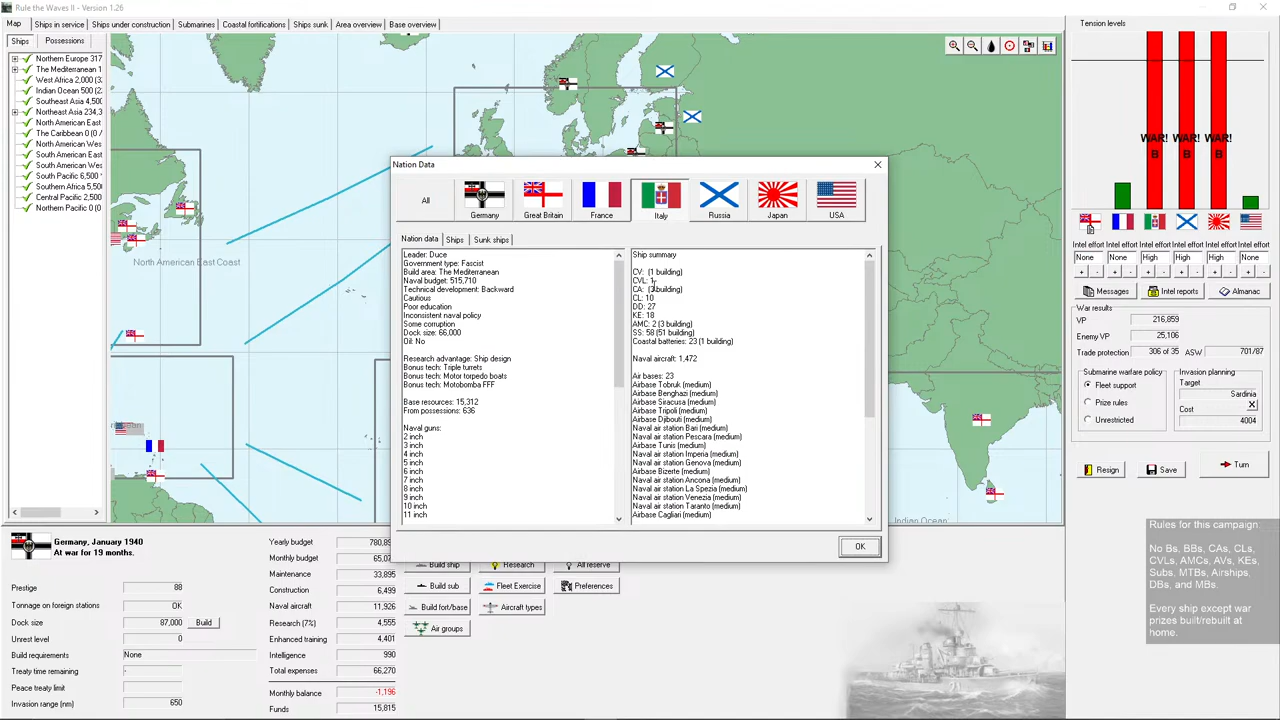 Rule the Waves II - Version 1.26
Map Ships in service Ships under construction Submarines Coastal fortifications Ships sunk Area overview Base overview
Ships Possessions
Northern Europe 317
The Mediterranean 1
West Africa 2,000 (3
Indian Ocean 500 (
Southeast Asia 4,500
Northeast Asia 234,3
North American East
The Caribbean 0 (0 /
North American Wes
South American East
South American West
South Pacific 6,500
Southern Africa 5,50
Central Pacific 2,500
Northern Pacific 0 (0
North American East Coast
Indian Ocean:
Nation Data
All
Germany
Great Britain
France
Italy
Russia
Japan
USA
Nation data Ships Sunk ships
Leader: Duce
Government type: Fascist
Build area: The Mediterranean
Naval budget: 515,710
Technical development: Backward
Cautious
Poor education
Inconsistent naval policy
Some corruption
Dock size: 66,000
Oil: No
Research advantage: Ship design
Bonus tech: Triple turrets
Bonus tech: Motor torpedo boats
Bonus tech: Motobomba FFF
Base resources: 15,312
From possessions: 636
Naval guns:
2 inch
3 inch
4 inch
5 inch
6 inch
7 inch
8 inch
9 inch
10 inch
11 inch
Ship summary
CV: (1 building)
CVL: 1
CA: (3 building)
CL: 10
DD: 27
KE: 18
AMC: 2 (3 building)
SS: 58 (51 building)
Coastal batteries: 23 (1 building)
Naval aircraft: 1,472
Air bases: 23
Airbase Tobruk (medium)
Airbase Benghazi (medium)
Airbase Siracusa (medium)
Airbase Tripoli (medium)
Airbase Djibouti (medium)
Naval air station Bari (medium)
Naval air station Pescara (medium)
Airbase Tunis (medium)
Naval air station Imperia (medium)
Naval air station Genova (medium)
Airbase Bizerte (medium)
Naval air station Ancona (medium)
Naval air station La Spezia (medium)
Naval air station Venezia (medium)
Naval air station Taranto (medium)
Airbase Cagliari (medium)
OK
Tension levels
WAR! WAR! WAR!
B B B
Intel effort Intel effort Intel effort Intel effort Intel effort Intel effort
None None High High High None
- + - + - + - + - + - +
Messages Intel reports Almanac
War results
VP 216,859
Enemy VP 25,106
Trade protection 306 of 35 ASW 701/87
Submarine warfare policy
Fleet support
Prize rules
Unrestricted
Invasion planning
Target
Sardinia
Cost
4004
Resign Save Turn
Germany, January 1940
At war for 19 months.
Prestige 88
Tonnage on foreign stations OK
Dock size 87,000 Build
Unrest level 0
Build requirements None
Treaty time remaining -
Peace treaty limit
Invasion range (nm) 650
Yearly budget 780,89
Monthly budget 65,07
Maintenance 33,895
Construction 6,499
Naval aircraft 11,926
Research (7%) 4,555
Enhanced training 4,401
Intelligence 990
Total expenses 66,270
Monthly balance -1,196
Funds 15,815
Build ship Research All reserve
Build sub Fleet Exercise Preferences
Build fort/base Aircraft types
Air groups
Rules for this campaign:
No Bs, BBs, CAs, CLs,
CVLs, AMCs, AVs, KEs,
Subs, MTBs, Airships,
DBs, and MBs.
Every ship except war
prizes built/rebuilt at
home.